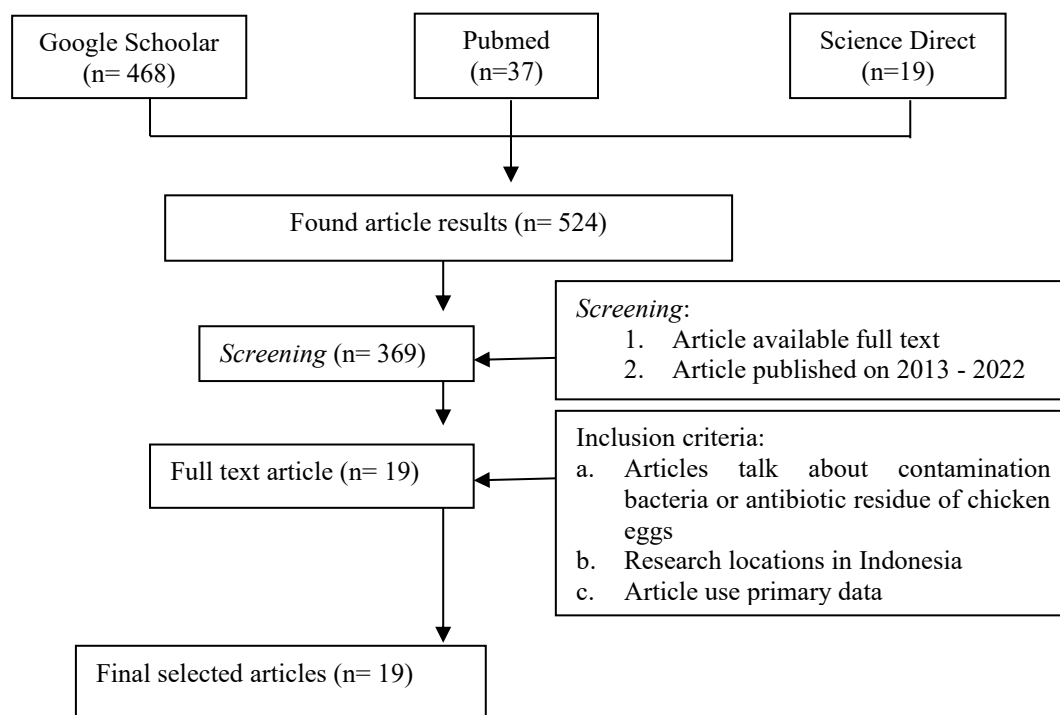 Google Schoolar
(n= 468)
Pubmed
(n=37)
Science Direct
(n=19)
Found article results (n= 524)
Screening (n= 369)
Screening:
1. Article available full text
2. Article published on 2013 - 2022
Full text article (n= 19)
Inclusion criteria:
a. Articles talk about contamination
bacteria or antibiotic residue of chicken
eggs
b. Research locations in Indonesia
c. Article use primary data
Final selected articles (n= 19)